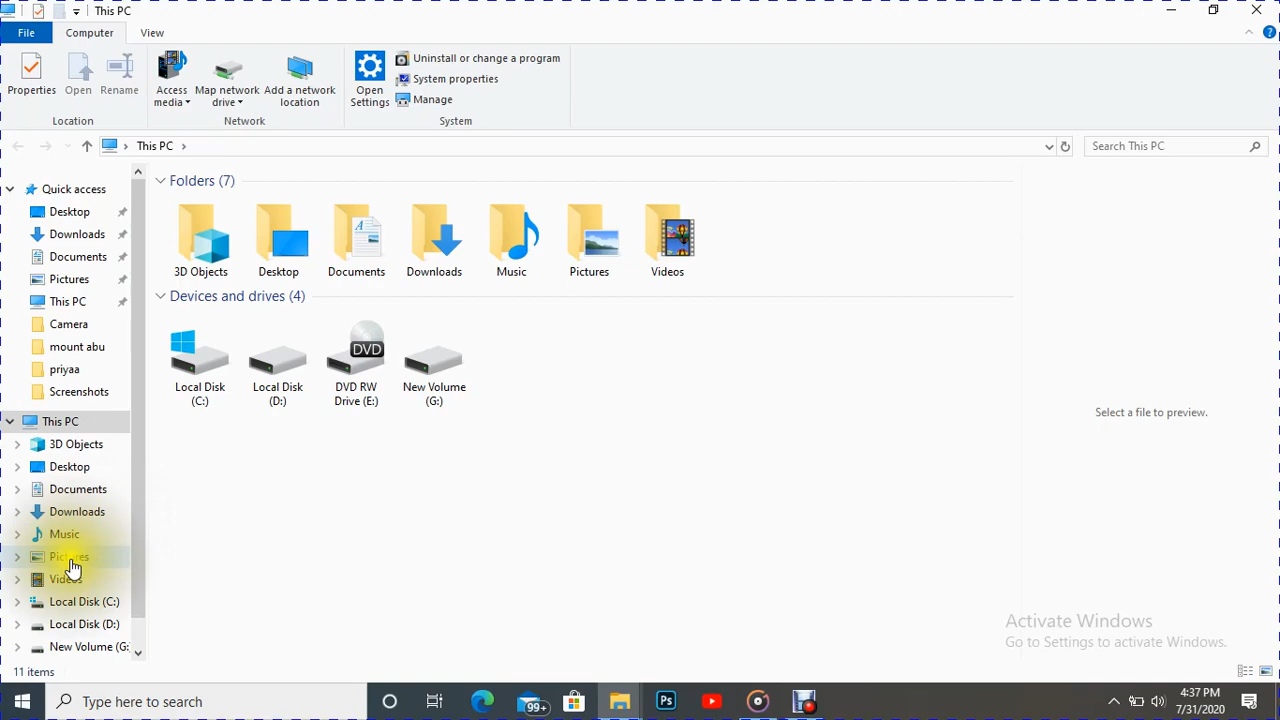 This PC
File
Computer
View
Properties
Open
Rename
Access media
Map network drive
Add a network location
Open Settings
Uninstall or change a program
System properties
Manage
Location
Network
System
This PC
Search This PC
Quick access
Desktop
Downloads
Documents
Pictures
This PC
Camera
mount abu
priyaa
Screenshots
This PC
3D Objects
Desktop
Documents
Downloads
Music
Pictures
Videos
Local Disk (C:)
Local Disk (D:)
New Volume (G:
Folders (7)
3D Objects
Desktop
Documents
Downloads
Music
Pictures
Videos
Devices and drives (4)
Local Disk (C:)
Local Disk (D:)
DVD
DVD RW Drive (E:)
New Volume (G:)
Select a file to preview.
Activate Windows
Go to Settings to activate Windows.
11 items
Type here to search
99+
Ps
4:37 PM
7/31/2020